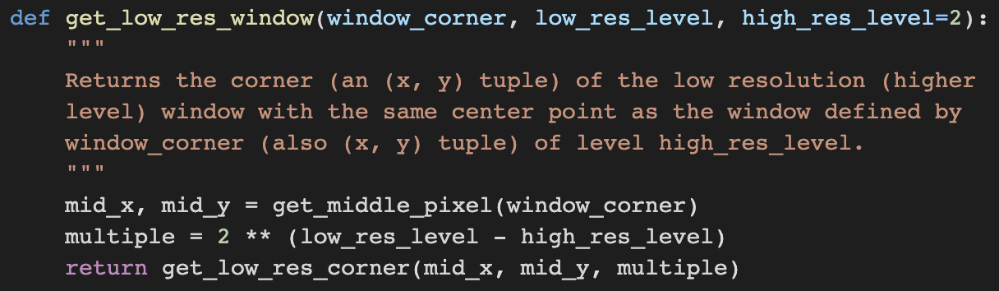 def get_low_res_window(window_corner, low_res_level, high_res_level=2):
    """
    Returns the corner (an (x, y) tuple) of the low resolution (higher
    level) window with the same center point as the window defined by
    window_corner (also (x, y) tuple) of level high_res_level.
    """
    mid_x, mid_y = get_middle_pixel(window_corner)
    multiple = 2 ** (low_res_level - high_res_level)
    return get_low_res_corner(mid_x, mid_y, multiple)